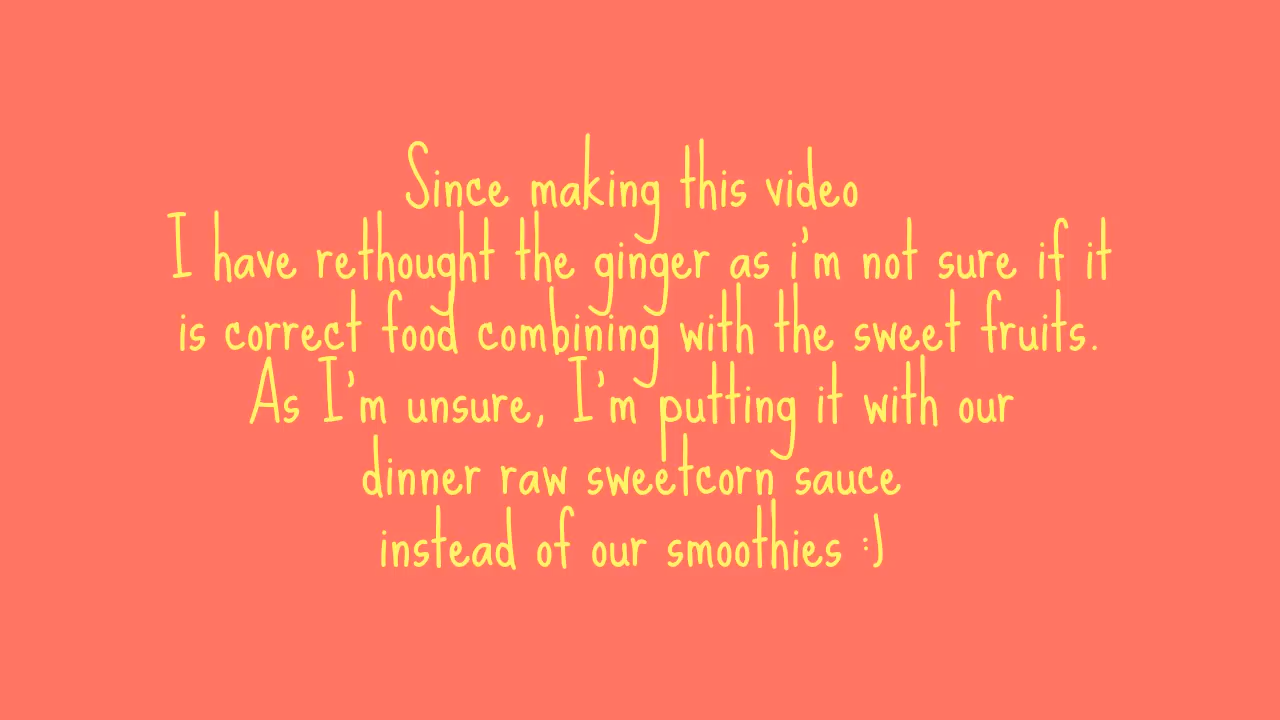 Since making this video
I have rethought the ginger as i'm not sure if it
is correct food combining with the sweet fruits.
As I'm unsure, I'm putting it with our
dinner raw sweetcorn sauce
instead of our smoothies :)